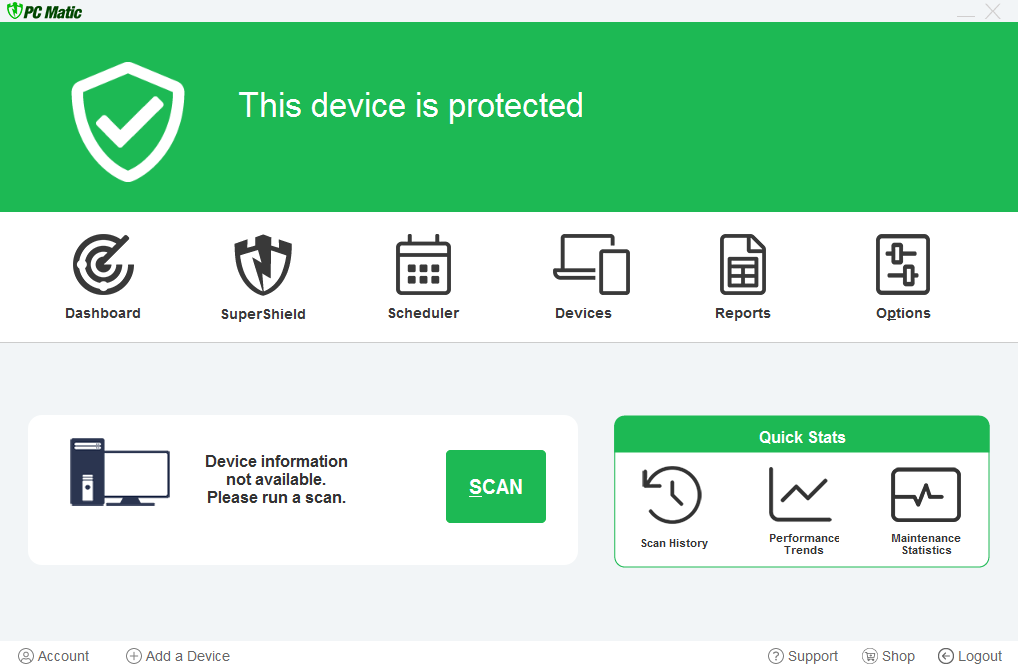 PC Matic
This device is protected
Dashboard
SuperShield
Scheduler
Devices
Reports
Options
Device information
not available.
Please run a scan.
SCAN
Quick Stats
Scan History
Performance
Trends
Maintenance
Statistics
Account
Add a Device
Support
Shop
Logout